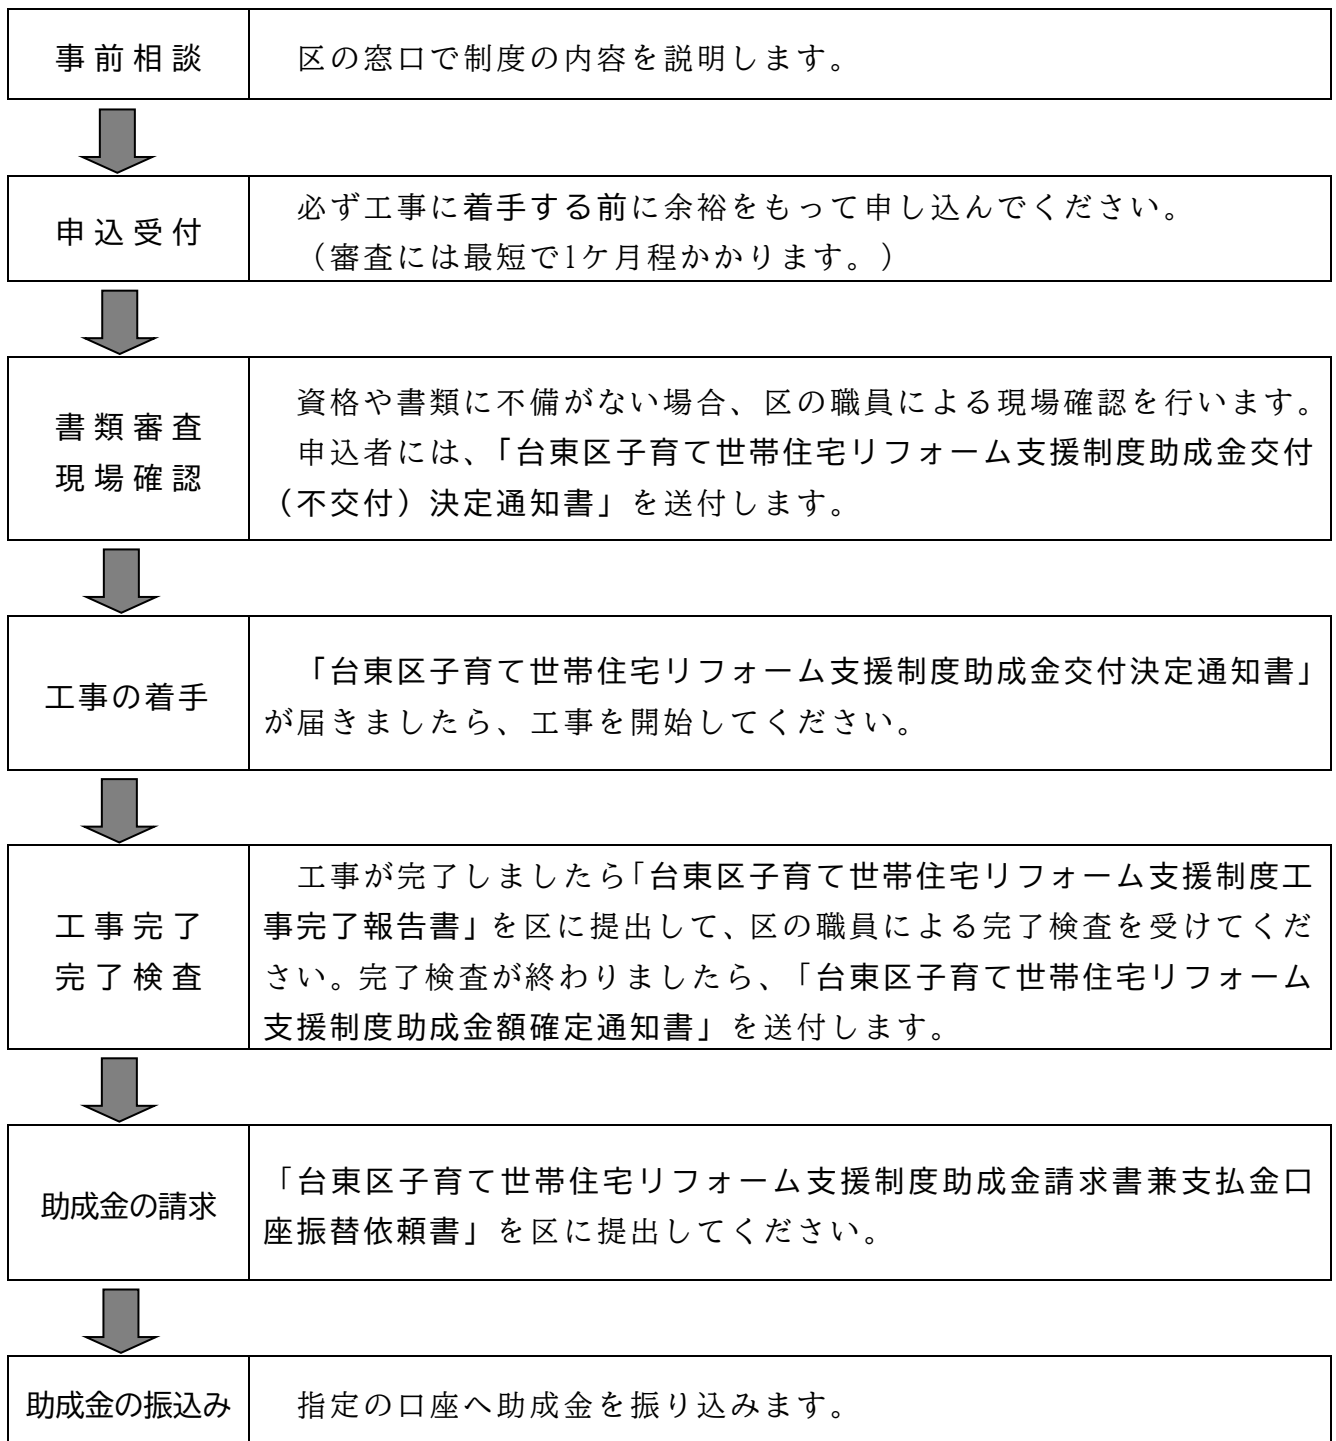 事前相談
区の窓口で制度の内容を説明します。
申込受付
必ず工事に着手する前に余裕をもって申し込んでください。
（審査には最短で1ケ月程かかります。）
書類審査
現場確認
資格や書類に不備がない場合、区の職員による現場確認を行います。
申込者には、「台東区子育て世帯住宅リフォーム支援制度助成金交付
（不交付）決定通知書」を送付します。
工事の着手
「台東区子育て世帯住宅リフォーム支援制度助成金交付決定通知書」
が届きましたら、工事を開始してください。
工事完了
完了検査
工事が完了しましたら「台東区子育て世帯住宅リフォーム支援制度工
事完了報告書」を区に提出して、区の職員による完了検査を受けてくだ
さい。完了検査が終わりましたら、「台東区子育て世帯住宅リフォーム
支援制度助成金額確定通知書」を送付します。
助成金の請求
「台東区子育て世帯住宅リフォーム支援制度助成金請求書兼支払金口
座振替依頼書」を区に提出してください。
助成金の振込み
指定の口座へ助成金を振り込みます。